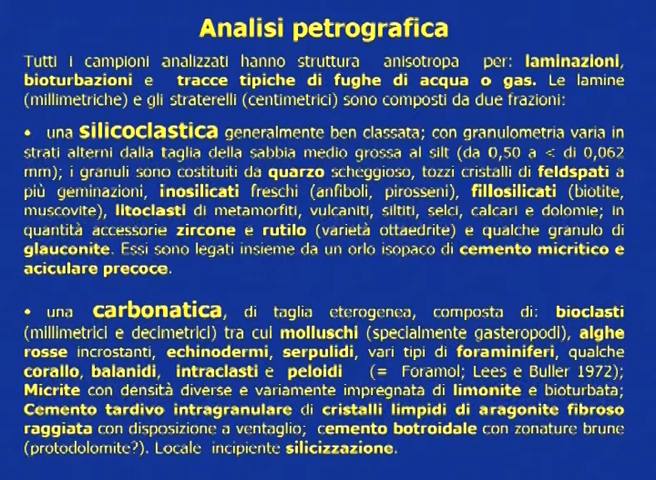 Analisi petrografica
Tutti i campioni analizzati hanno struttura anisotropa per: laminazioni,
bioturbazioni e tracce tipiche di fughe di acqua o gas. Le lamine
(millimetriche) e gli straterelli (centimetrici) sono composti da due frazioni:
• una silicoclastica generalmente ben classata; con granulometria varia in
strati alterni dalla taglia della sabbia medio grossa al silt (da 0,50 a < di 0,062
mm); i granuli sono costituiti da quarzo scheggioso, tozzi cristalli di feldspati a
più geminazioni, inosilicati freschi (anfiboli, pirosseni), fillosilicati (biotite,
muscovite), litoclasti di metamorfiti, vulcaniti, siltiti, selci, calcari e dolomie; in
quantità accessorie zircone e rutilo (varietà ottaedrite) e qualche granulo di
glauconite. Essi sono legati insieme da un orlo isopaco di cemento micritico e
aciculare precoce.
• una carbonatica, di taglia eterogenea, composta di: bioclasti
(millimetrici e decimetrici) tra cui molluschi (specialmente gasteropodi), alghe
rosse incrostanti, echinodermi, serpulidi, vari tipi di foraminiferi, qualche
corallo, balanidi, intraclasti e peloidi (= Foramol; Lees e Buller 1972);
Micrite con densità diverse e variamente impregnata di limonite e bioturbata;
Cemento tardivo intragranulare di cristalli limpidi di aragonite fibroso
raggiata con disposizione a ventaglio; cemento botroidale con zonature brune
(protodolomite?). Locale incipiente silicizzazione.